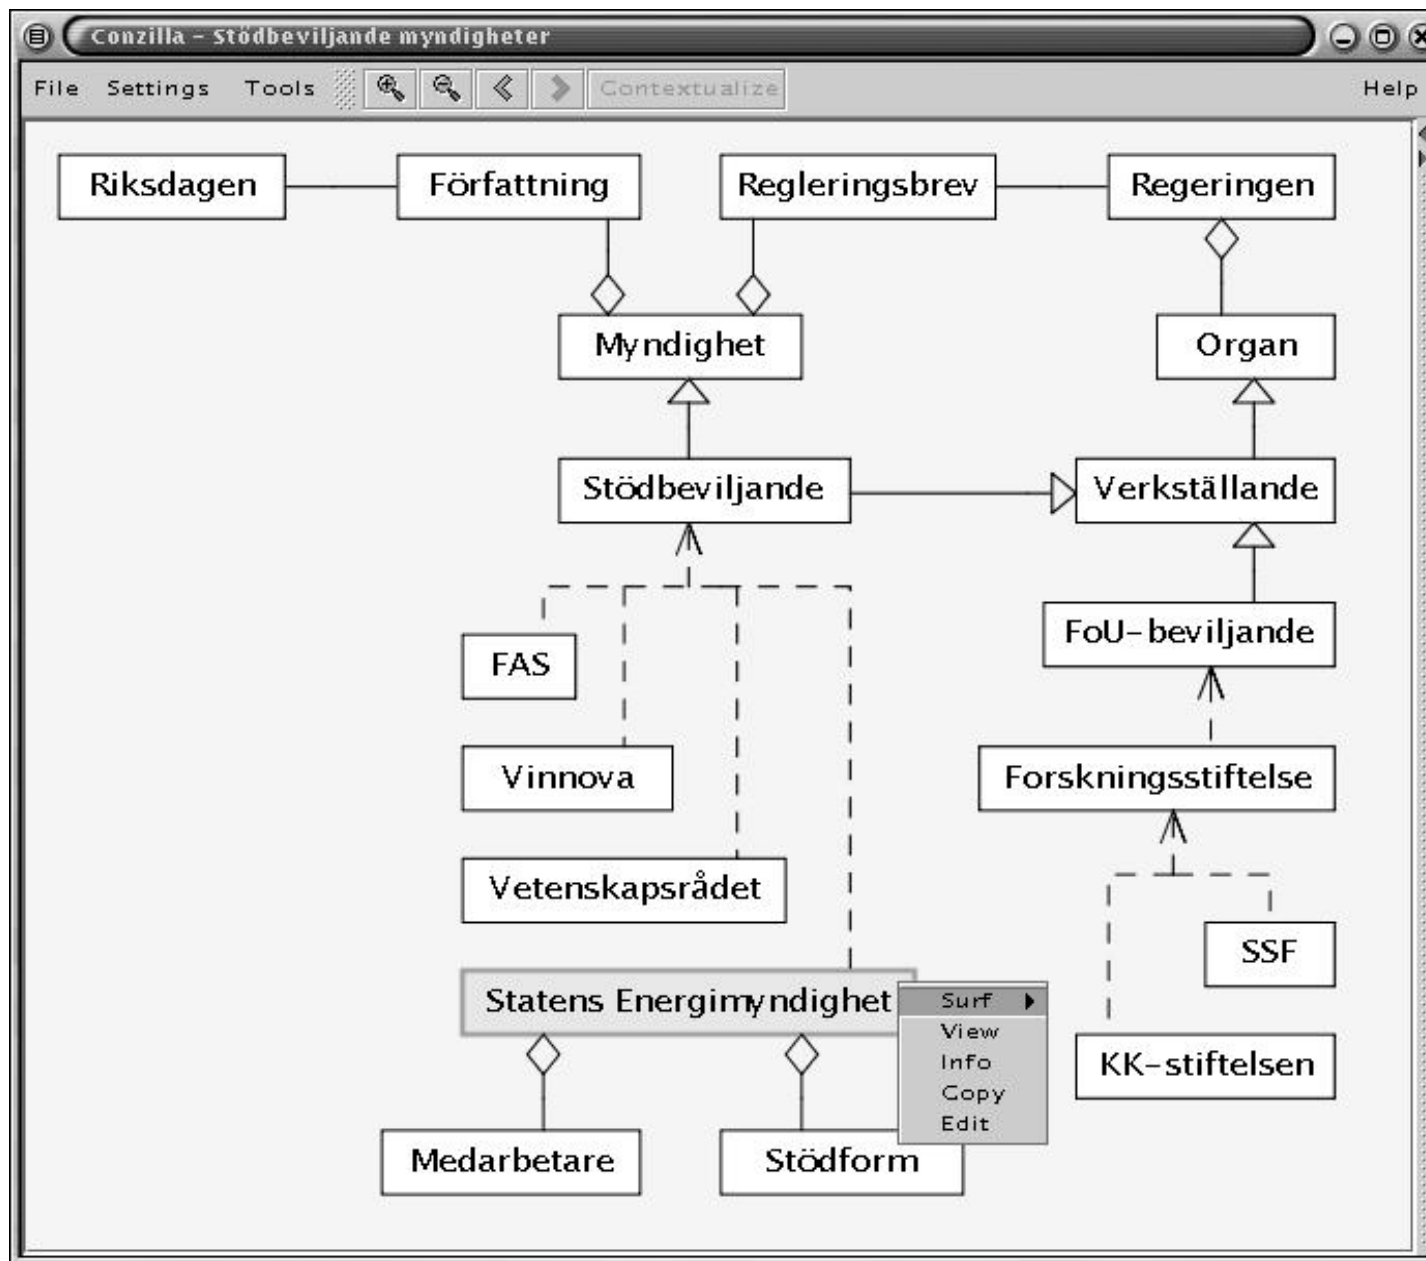 Conzilla - Stödbeviljande myndigheter
File Settings Tools Contextualize Help
Riksdagen Författning Regleringsbrev Regeringen
Myndighet Organ
Stödbeviljande Verkställande
FoU-beviljande
FAS
Vinnova Forskningsstiftelse
Vetenskapsrådet
SSF
Statens Energimyndighet Surf
View
Info
KK-stiftelsen
Copy
Edit
Medarbetare Stödform